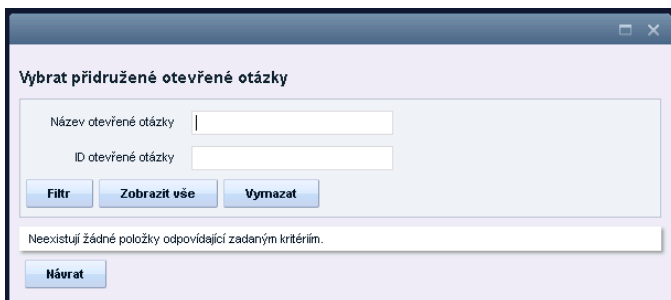 Vybrat přidružené otevřené otázky
Název otevřené otázky
ID otevřené otázky
Filtr Zobrazit vše Vymazat
Neexistují žádné položky odpovídající zadaným kritériím.
Návrat